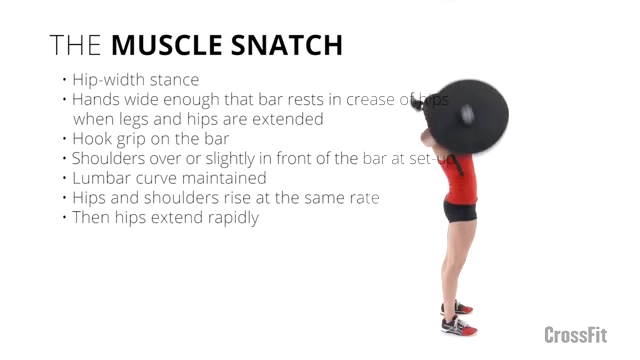 THE MUSCLE SNATCH
• Hip-width stance
• Hands wide enough that bar rests in crease of hips
when legs and hips are extended
• Hook grip on the bar
• Shoulders over or slightly in front of the bar at set-up
• Lumbar curve maintained
• Hips and shoulders rise at the same rate
• Then hips extend rapidly
CrossFit